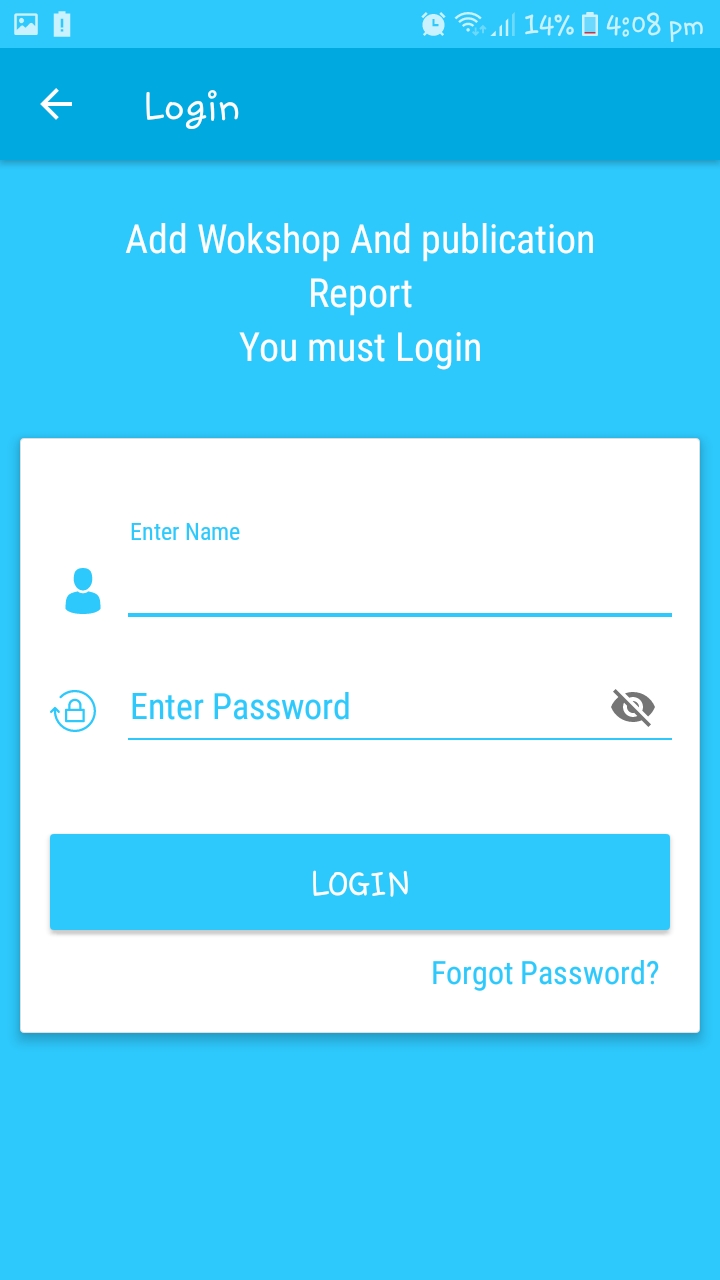 14% 4:08 pm
Login
Add Wokshop And publication
Report
You must Login
Enter Name
Enter Password
LOGIN
Forgot Password?